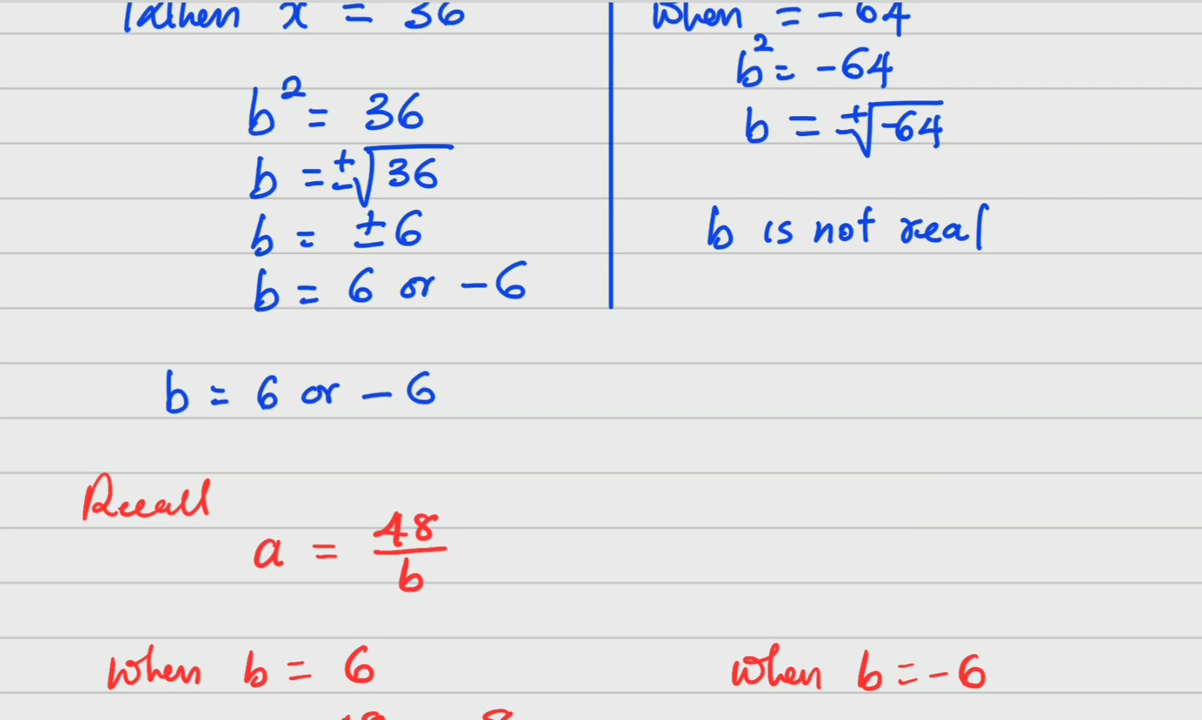 When x = 36
b² = 36
b = ±√36
b = ±6
b = 6 or -6
When = -64
b² = -64
b = ±√-64
b is not real
b = 6 or -6
Recall
a = 48/b
When b = 6
When b = -6